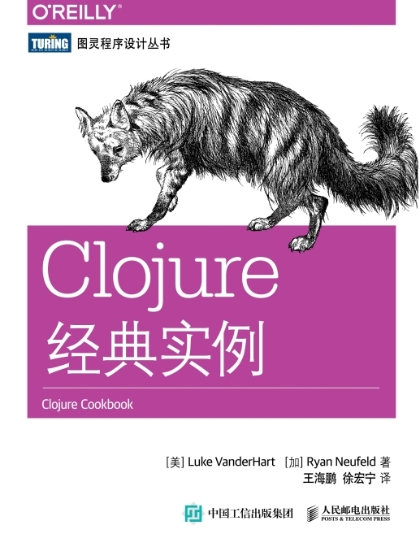 O'REILLY®
TURING 图灵程序设计丛书
Clojure
经典实例
Clojure Cookbook
[美] Luke VanderHart [加] Ryan Neufeld 著
王海鹏 徐宏宁 译
中国工信出版集团 人民邮电出版社
POSTS & TELECOM PRESS